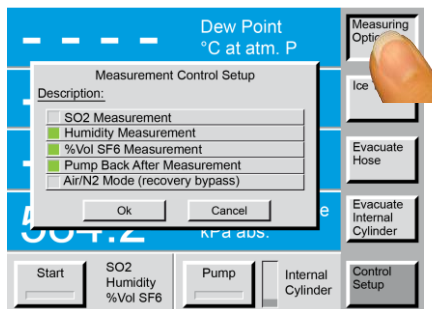 Dew Point
°C at atm. P
Measurement Control Setup
Description:
SO2 Measurement
Humidity Measurement
%Vol SF6 Measurement
Pump Back After Measurement
Air/N2 Mode (recovery bypass)
Ok
Cancel
kPa abs.
Measuring
Ice
Evacuate
Hose
Evacuate
Internal
Cylinder
Control
Setup
Start
SO2
Humidity
%Vol SF6
Pump
Internal
Cylinder